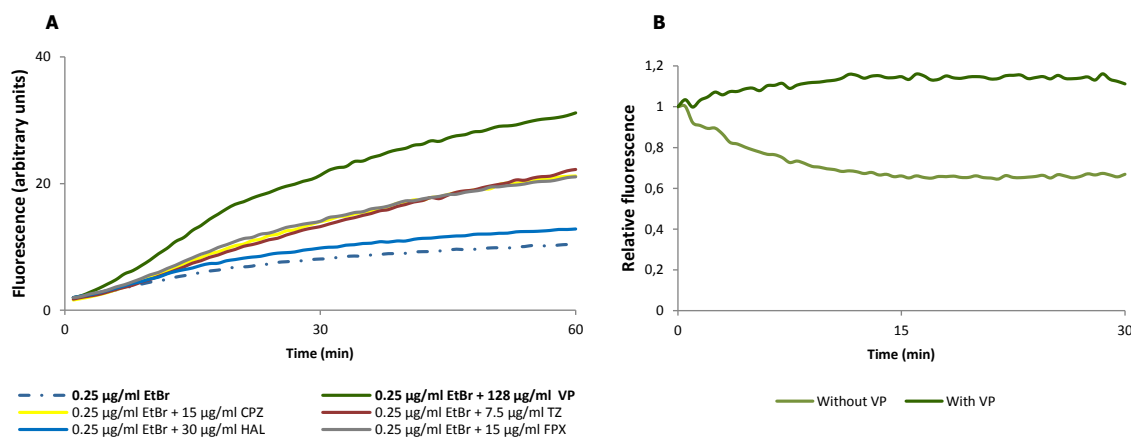 A
Fluorescence (arbitrary units)
40
20
0
0 30 60
Time (min)
0.25 µg/ml EtBr
0.25 µg/ml EtBr + 128 µg/ml VP
0.25 µg/ml EtBr + 15 µg/ml CPZ
0.25 µg/ml EtBr + 7.5 µg/ml TZ
0.25 µg/ml EtBr + 30 µg/ml HAL
0.25 µg/ml EtBr + 15 µg/ml FPX
B
Relative fluorescence
1,2
1
0,8
0,6
0,4
0,2
0
0 15 30
Time (min)
Without VP
With VP